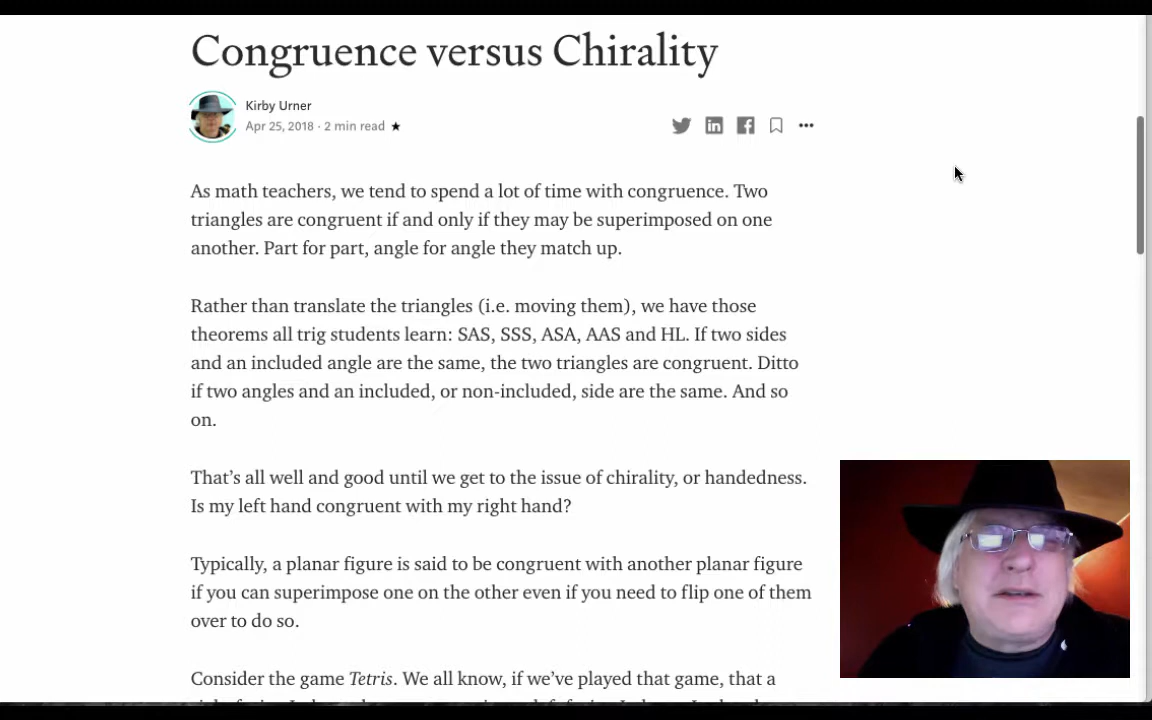 Congruence versus Chirality
Kirby Urner
Apr 25, 2018 · 2 min read ★
As math teachers, we tend to spend a lot of time with congruence. Two
triangles are congruent if and only if they may be superimposed on one
another. Part for part, angle for angle they match up.
Rather than translate the triangles (i.e. moving them), we have those
theorems all trig students learn: SAS, SSS, ASA, AAS and HL. If two sides
and an included angle are the same, the two triangles are congruent. Ditto
if two angles and an included, or non-included, side are the same. And so
on.
That’s all well and good until we get to the issue of chirality, or handedness.
Is my left hand congruent with my right hand?
Typically, a planar figure is said to be congruent with another planar figure
if you can superimpose one on the other even if you need to flip one of them
over to do so.
Consider the game Tetris. We all know, if we’ve played that game, that a